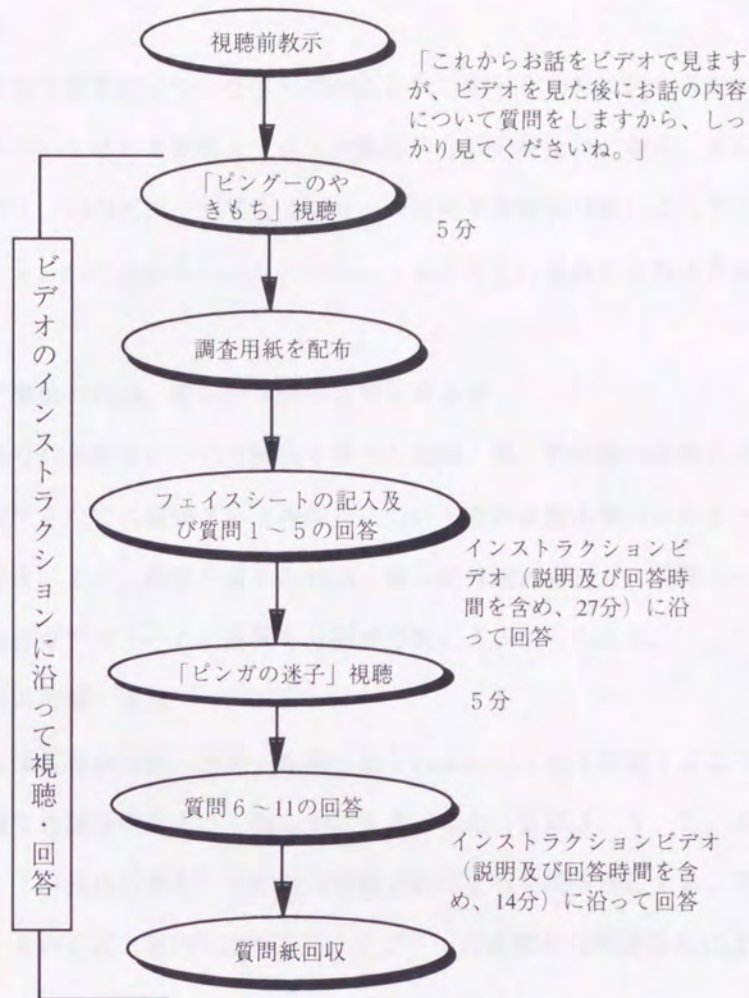 視聴前教示
「これからお話をビデオで見ます
が、ビデオを見た後にお話の内容
について質問をしますから、しっ
かり見てくださいね。」
「ピングーのや
きもち」視聴
5分
ビデオのインストラクションに沿って視聴、回答
調査用紙を配布
フェイスシートの記入及
び質問1～5の回答
インストラクションビ
デオ（説明及び回答時
間を含め、27分）に沿
って回答
「ピンガの迷子」視聴
5分
質問6～11の回答
インストラクションビデオ
（説明及び回答時間を含
め、14分）に沿って回答
質問紙回収